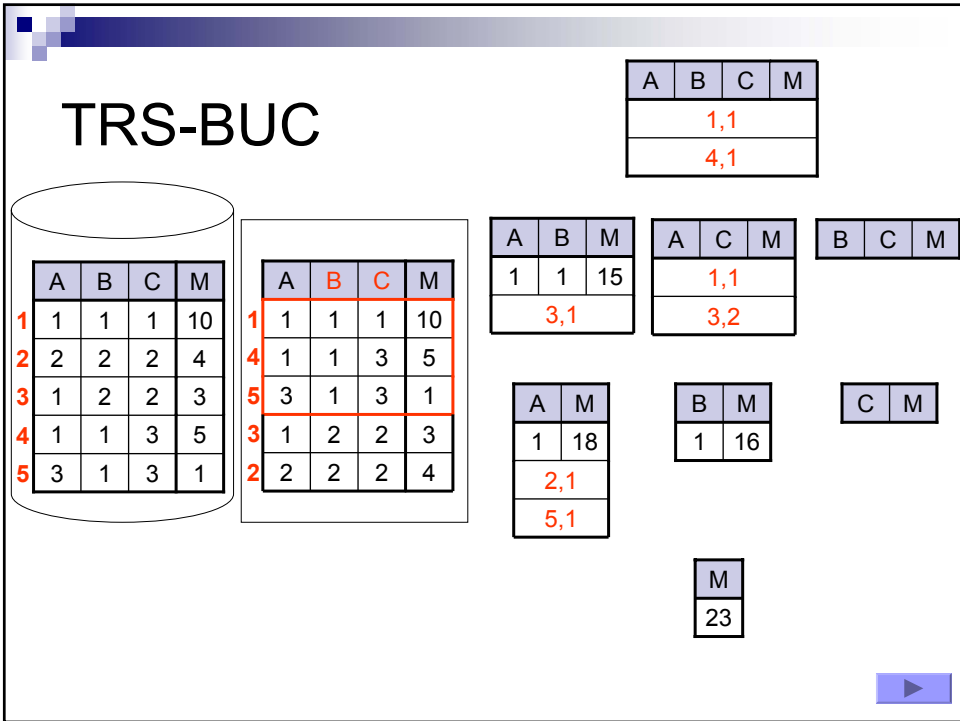 TRS-BUC
A B C M
1,1
4,1
A B C M
1 1 1 1 10
2 2 2 2 4
3 1 2 2 3
4 1 1 3 5
5 3 1 3 1
A B C M
1 1 1 1 10
4 1 1 3 5
5 3 1 3 1
3 1 2 2 3
2 2 2 2 4
A B M
1 1 15
3,1
A C M
1,1
3,2
B C M
A M
1 18
2,1
5,1
B M
1 16
C M
M
23